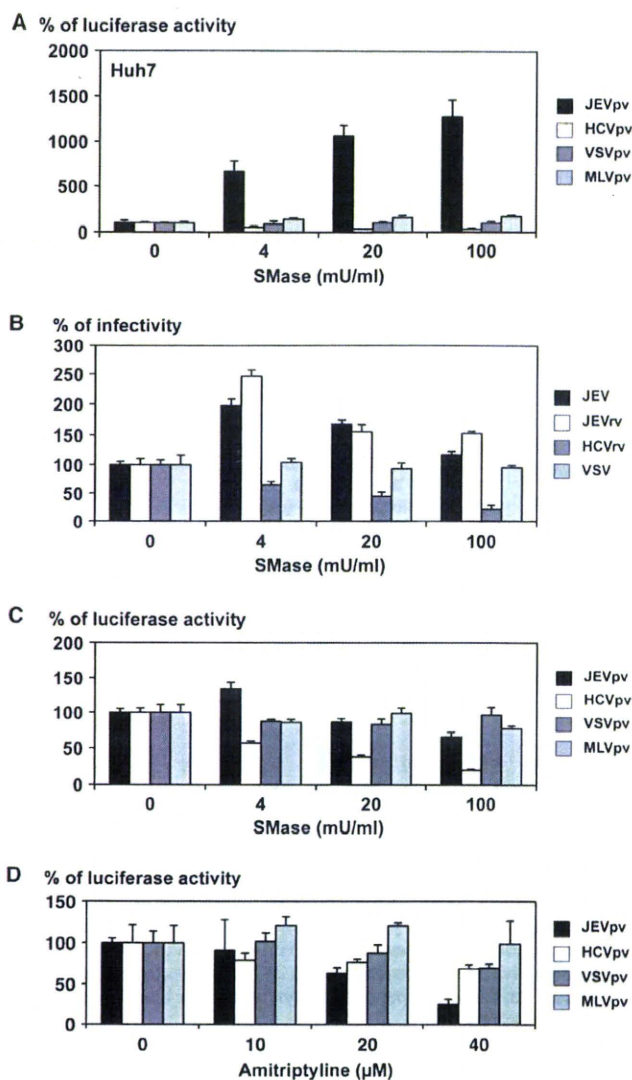 A % of luciferase activity
2000
1500
1000
500
0
Huh7
JEVpv
HCVpv
VSVpv
MLVpv
0 4 20 100
SMase (mU/ml)
B % of infectivity
300
250
200
150
100
50
0
JEV
JEVrv
HCVrv
VSV
0 4 20 100
SMase (mU/ml)
C % of luciferase activity
200
150
100
50
0
JEVpv
HCVpv
VSVpv
MLVpv
0 4 20 100
SMase (mU/ml)
D % of luciferase activity
150
100
50
0
JEVpv
HCVpv
VSVpv
MLVpv
0 10 20 40
Amitriptyline (µM)